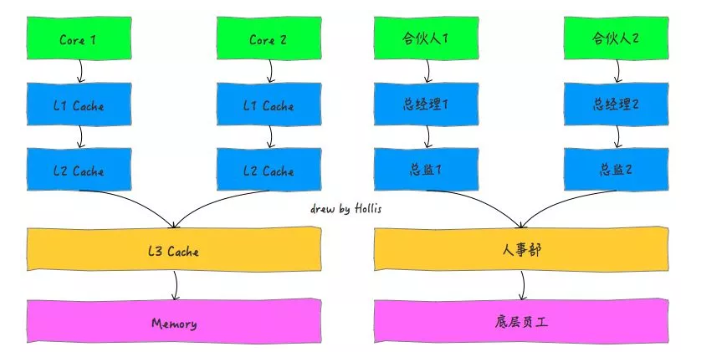 Core 1
Core 2
L1 Cache
L1 Cache
L2 Cache
L2 Cache
L3 Cache
Memory
drew by Hollis
合伙人1
合伙人2
总经理1
总经理2
总监1
总监2
人事部
底层员工